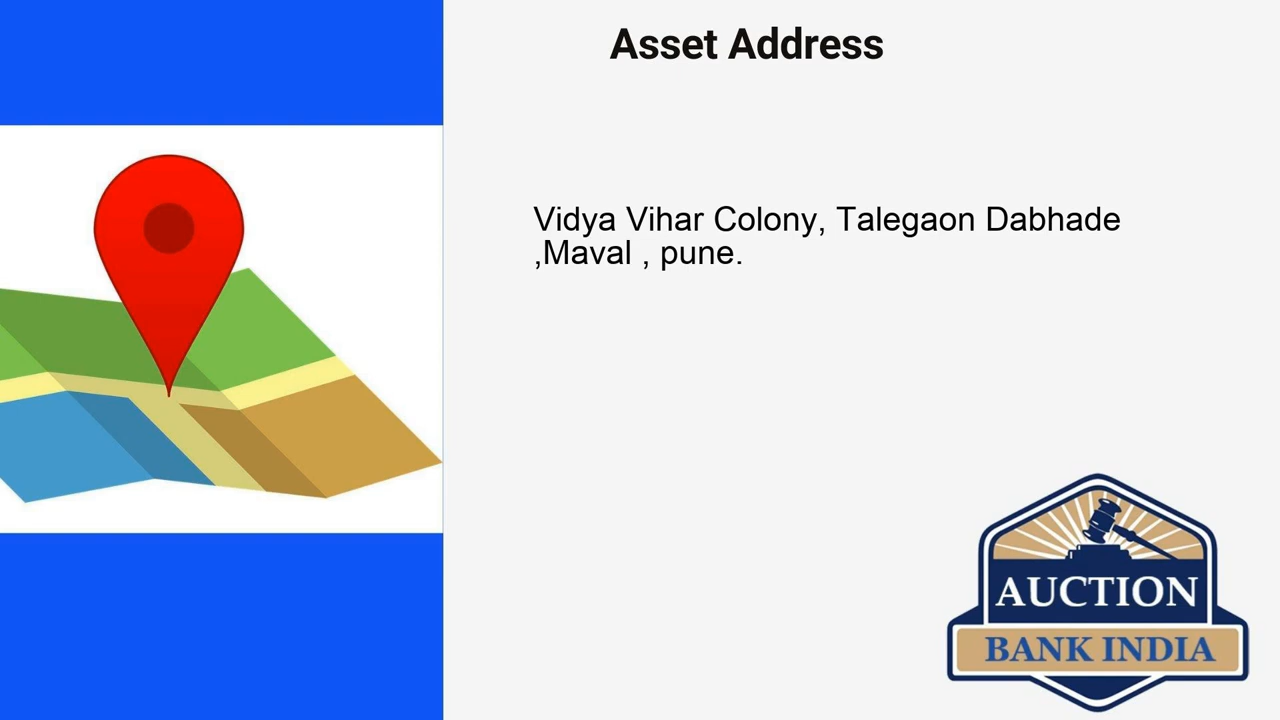 Asset Address
Vidya Vihar Colony, Talegaon Dabhade
,Maval , pune.
AUCTION
BANK INDIA